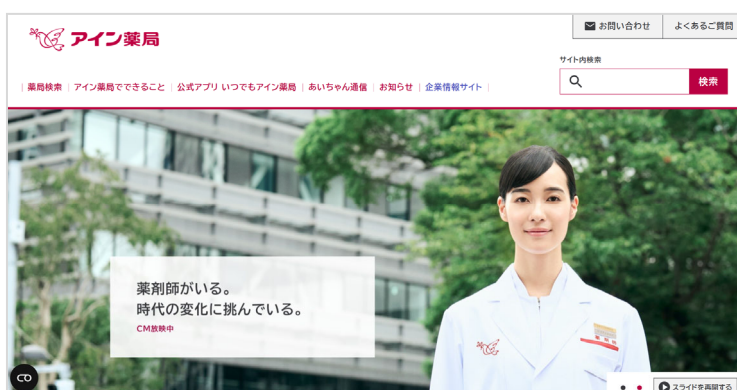 アイン薬局
お問い合わせ
よくあるご質問
サイト内検索
検索
薬局検索
アイン薬局でできること
公式アプリ いつでもアイン薬局
あいちゃん通信
お知らせ
企業情報サイト
薬剤師がいる。
時代の変化に挑んでいる。
CM放映中
スライドを再開する